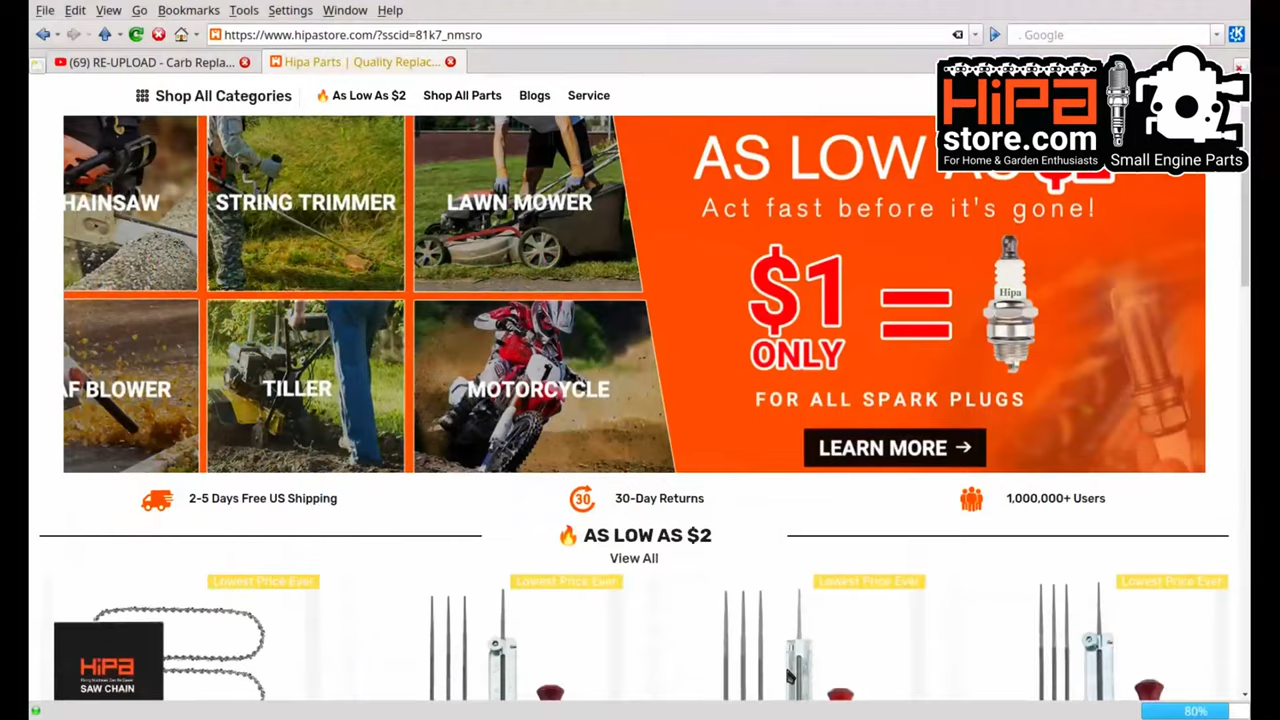 File Edit View Go Bookmarks Tools Settings Window Help
https://www.hipastore.com/?sscid=81k7_nmsro
. Google
(69) RE-UPLOAD - Carb Repla...
Hipa Parts | Quality Replac...
HiPA
store.com
For Home & Garden Enthusiasts
Small Engine Parts
Shop All Categories
As Low As $2
Shop All Parts
Blogs
Service
HAINSAW
STRING TRIMMER
LAWN MOWER
AF BLOWER
TILLER
MOTORCYCLE
AS LOW AS $2
Act fast before it's gone!
$1
ONLY
=
Hipa
FOR ALL SPARK PLUGS
LEARN MORE →
2-5 Days Free US Shipping
30
30-Day Returns
1,000,000+ Users
AS LOW AS $2
View All
Lowest Price Ever
Lowest Price Ever
Lowest Price Ever
Lowest Price Ever
HiPA
SAW CHAIN
80%